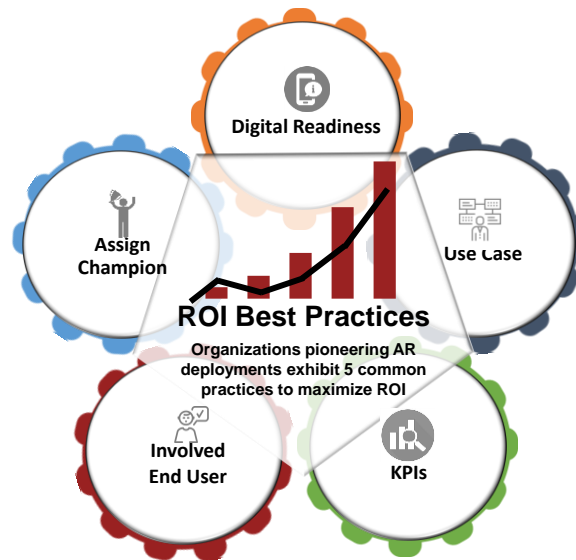 Digital Readiness
Assign
Champion
Use Case
ROI Best Practices
Organizations pioneering AR
deployments exhibit 5 common
practices to maximize ROI
Involved
End User
KPIs